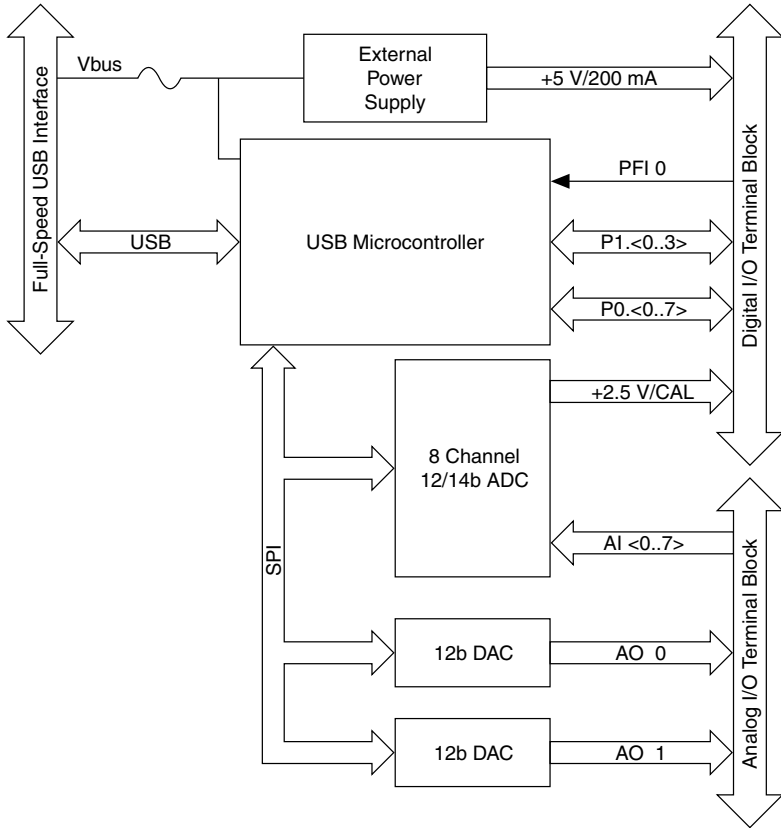 Full-Speed USB Interface
Vbus
External
Power
Supply
+5 V/200 mA
Digital I/O Terminal Block
USB
USB Microcontroller
PFI 0
P1.<0..3>
P0.<0..7>
+2.5 V/CAL
8 Channel
12/14b ADC
SPI
AI <0..7>
Analog I/O Terminal Block
12b DAC
AO 0
12b DAC
AO 1